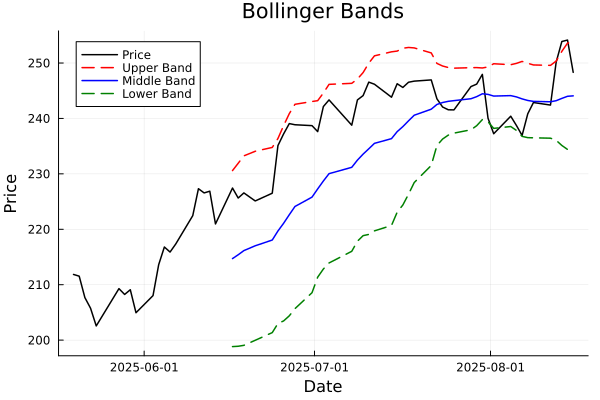 Bollinger Bands
Price
Upper Band
Middle Band
Lower Band
250
240
230
220
210
200
Price
2025-06-01
2025-07-01
2025-08-01
Date